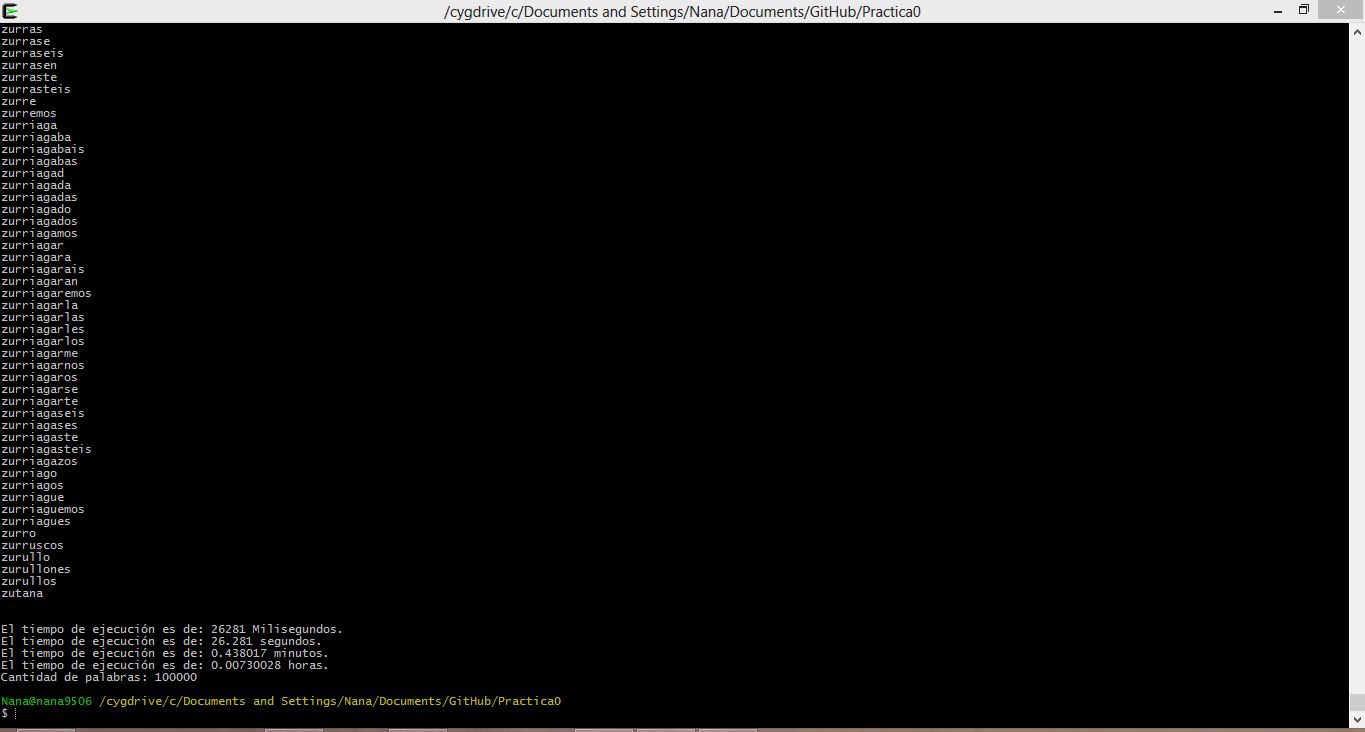 /cygdrive/c/Documents and Settings/Nana/Documents/GitHub/Practica0
zurras
zurrase
zurraseis
zurrasen
zurraste
zurrasteis
zurre
zurremos
zurriaga
zurriagaba
zurriagabais
zurriagabas
zurriagad
zurriagada
zurriagadas
zurriagado
zurriagados
zurriagamos
zurriagar
zurriagara
zurriagarais
zurriagaran
zurriagaremos
zurriagarla
zurriagarlas
zurriagarles
zurriagarlos
zurriagarme
zurriagarnos
zurriagaros
zurriagarse
zurriagarte
zurriagaseis
zurriagases
zurriagaste
zurriagasteis
zurriagazos
zurriago
zurriagos
zurriague
zurriaguemos
zurriagues
zurro
zurruscos
zurullo
zurullones
zurullos
zutana
El tiempo de ejecución es de: 26281 Milisegundos.
El tiempo de ejecución es de: 26.281 segundos.
El tiempo de ejecución es de: 0.438017 minutos.
El tiempo de ejecución es de: 0.00730028 horas.
Cantidad de palabras: 100000
Nana@nana9506 /cygdrive/c/Documents and Settings/Nana/Documents/GitHub/Practica0
$